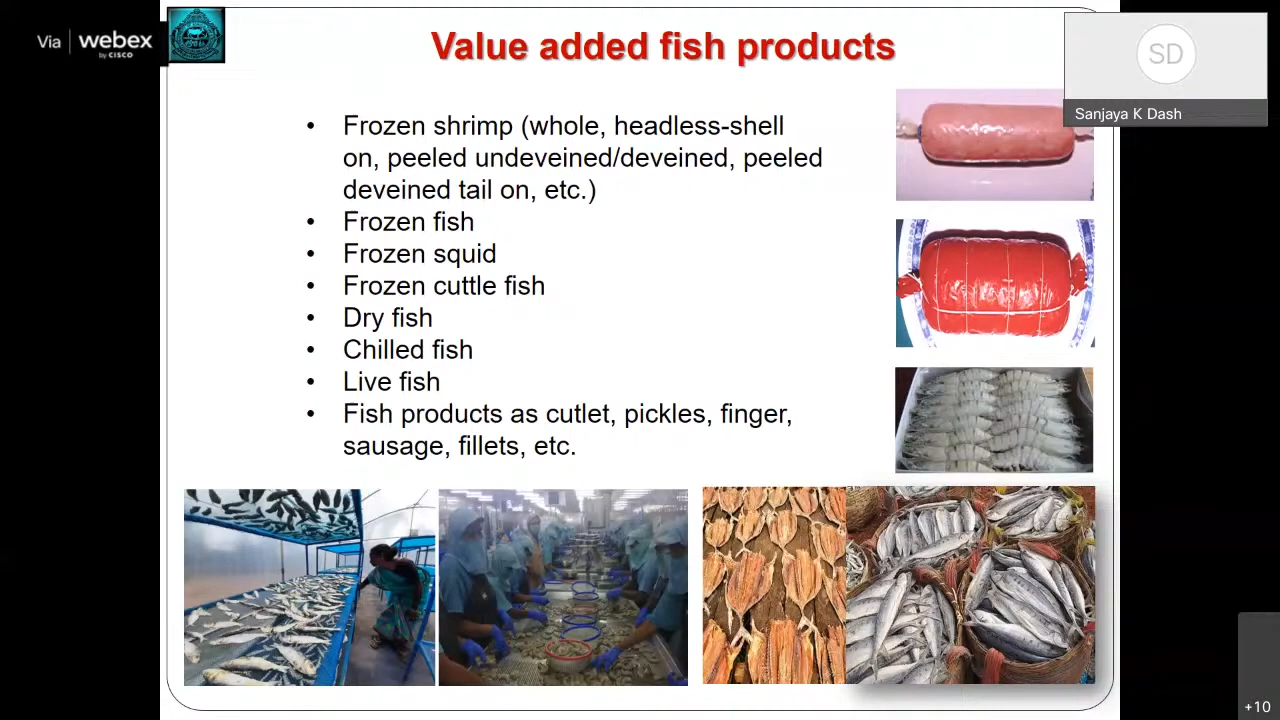 Via webex
by CISCO
Value added fish products
SD
Sanjaya K Dash
• Frozen shrimp (whole, headless-shell
on, peeled undeveined/deveined, peeled
deveined tail on, etc.)
• Frozen fish
• Frozen squid
• Frozen cuttle fish
• Dry fish
• Chilled fish
• Live fish
• Fish products as cutlet, pickles, finger,
sausage, fillets, etc.
+10